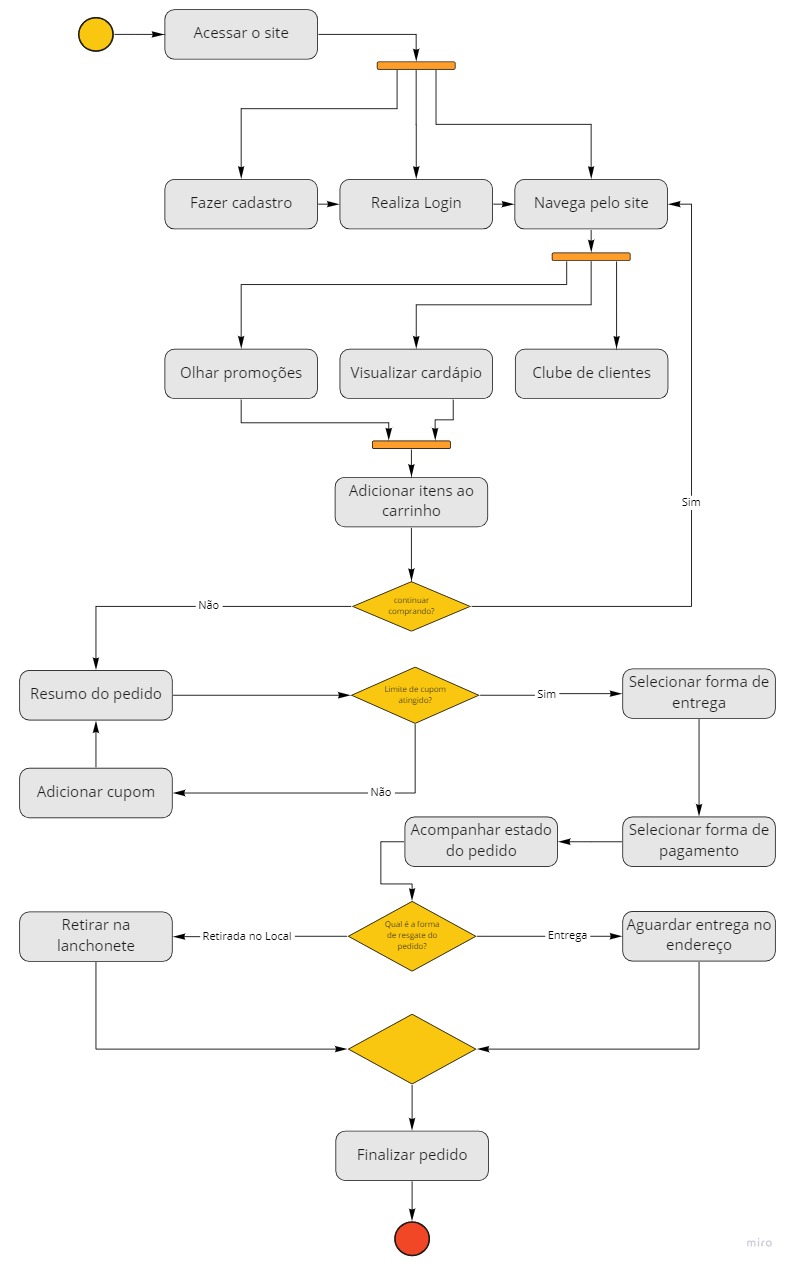 Acessar o site
Fazer cadastro
Realiza Login
Navega pelo site
Olhar promoções
Visualizar cardápio
Clube de clientes
Adicionar itens ao
carrinho
Sim
continuar
comprando?
Não
Resumo do pedido
Limite de cupom
atingido?
Sim
Selecionar forma de
entrega
Adicionar cupom
Não
Acompanhar estado
do pedido
Selecionar forma de
pagamento
Retirar na
lanchonete
Retirada no Local
Qual é a forma
de resgate do
pedido?
Entrega
Aguardar entrega no
endereço
Finalizar pedido
miro